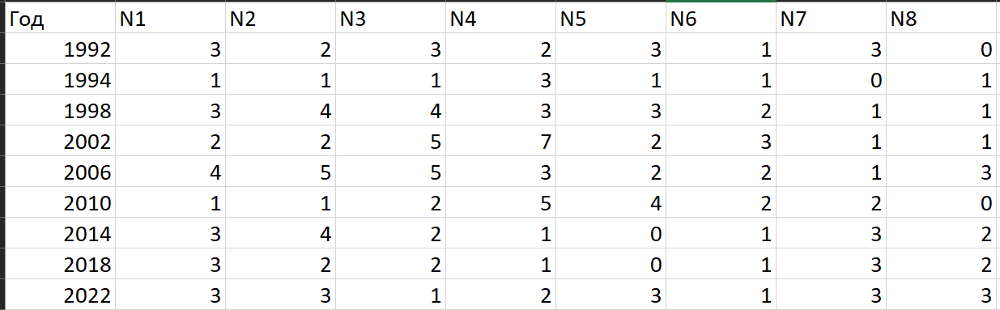 Год N1 N2 N3 N4 N5 N6 N7 N8
1992 3 2 3 2 3 1 3 0
1994 1 1 1 3 1 1 0 1
1998 3 4 4 3 3 2 1 1
2002 2 2 5 7 2 3 1 1
2006 4 5 5 3 2 2 1 3
2010 1 1 2 5 4 2 2 0
2014 3 4 2 1 0 1 3 2
2018 3 2 2 1 0 1 3 2
2022 3 3 1 2 3 1 3 3